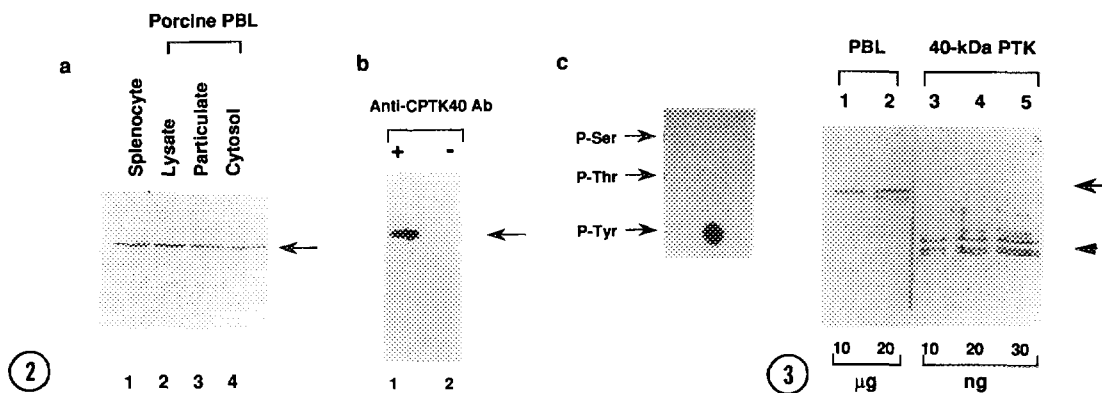 a
Porcine PBL
Splenocyte
Lysate
Particulate
Cytosol
1 2 3 4
2
b
Anti-CPTK40 Ab
+ -
1 2
c
P-Ser
P-Thr
P-Tyr
PBL 40-kDa PTK
1 2 3 4 5
10 20 10 20 30
µg ng
3